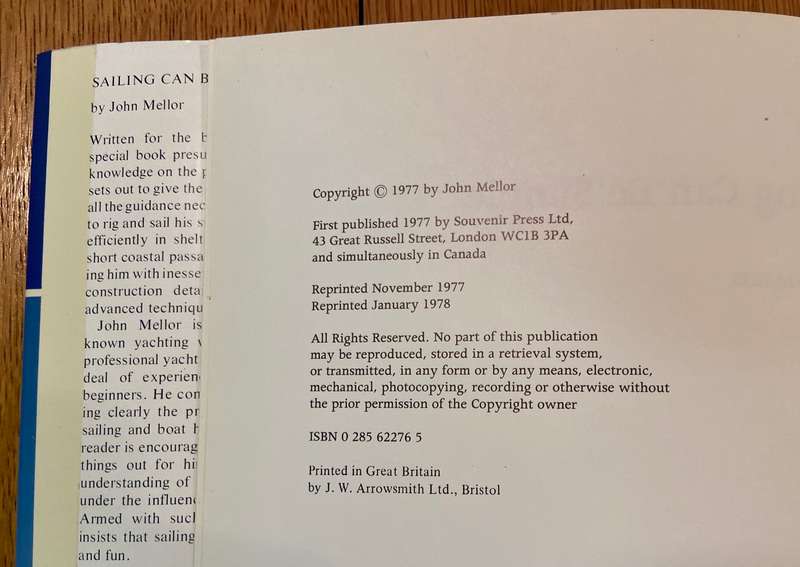 SAILING CAN B
by John Mellor
Written for the b
special book presu
knowledge on the p
sets out to give the
all the guidance nec
to rig and sail his s
efficiently in shelt
short coastal passa
ing him with inesse
construction deta
advanced techniqu
John Mellor is
known yachting w
professional yacht
deal of experien
beginners. He con
ing clearly the pr
sailing and boat h
reader is encourag
things out for hi
understanding of
under the influen
Armed with sucl
insists that sailing
and fun.
Copyright © 1977 by John Mellor
First published 1977 by Souvenir Press Ltd,
43 Great Russell Street, London WC1B 3PA
and simultaneously in Canada
Reprinted November 1977
Reprinted January 1978
All Rights Reserved. No part of this publication
may be reproduced, stored in a retrieval system,
or transmitted, in any form or by any means, electronic,
mechanical, photocopying, recording or otherwise without
the prior permission of the Copyright owner
ISBN 0 285 62276 5
Printed in Great Britain
by J. W. Arrowsmith Ltd., Bristol